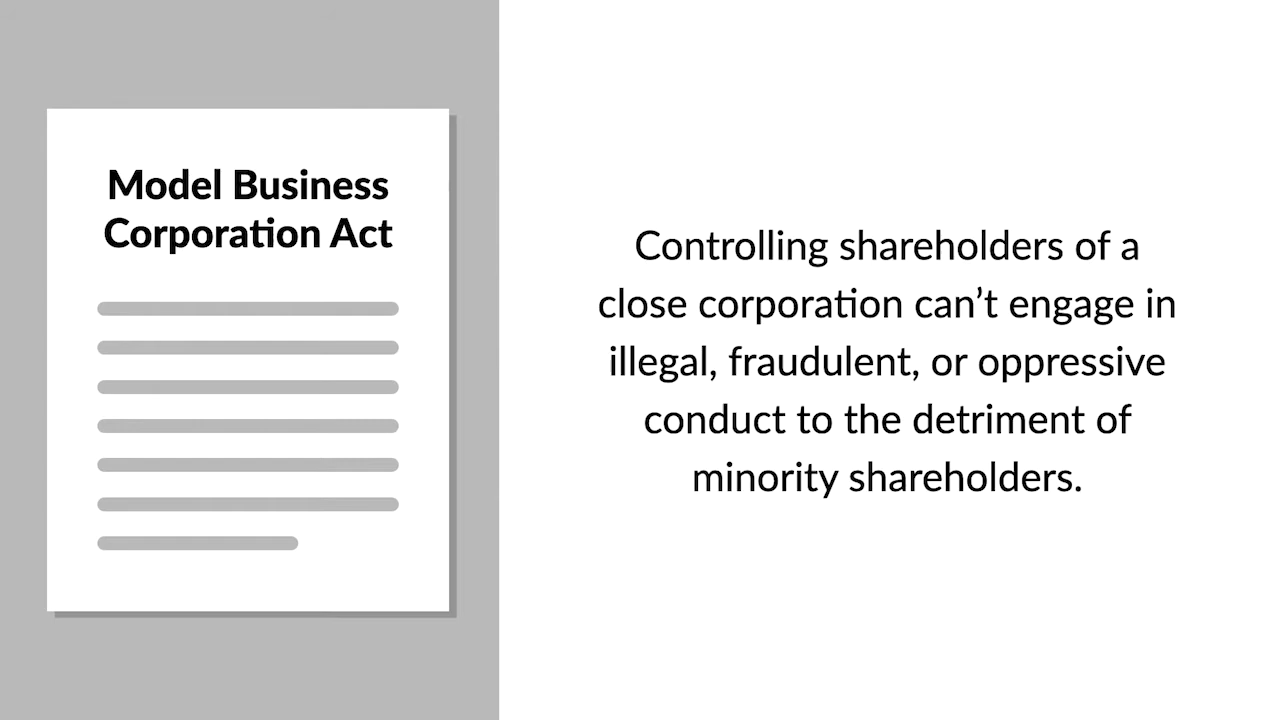 Model Business
Corporation Act
Controlling shareholders of a
close corporation can’t engage in
illegal, fraudulent, or oppressive
conduct to the detriment of
minority shareholders.